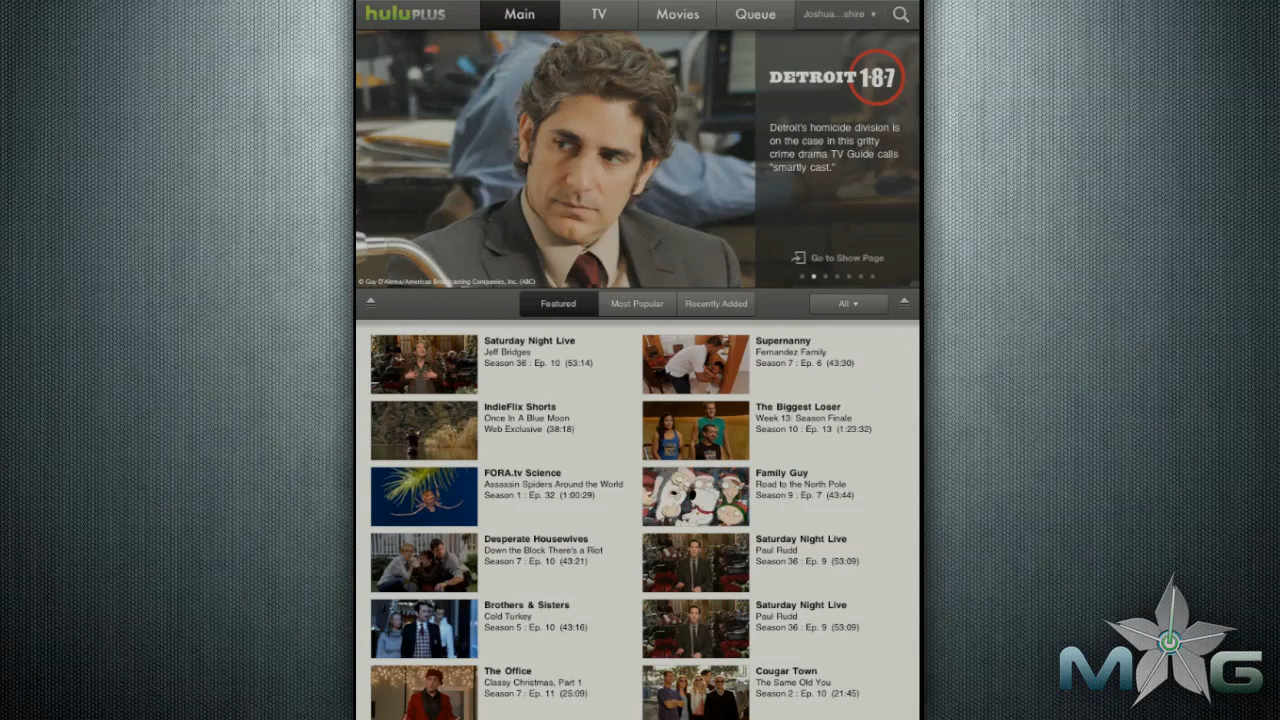 hulu PLUS
Main
TV
Movies
Queue
Joshua...shire
DETROIT 1-8-7
Detroit's homicide division is
on the case in this gritty
crime drama TV Guide calls
"smartly cast."
Go to Show Page
© Guy D'Alema/American Broadcasting Companies, Inc. (ABC)
Featured
Most Popular
Recently Added
All
Saturday Night Live
Jeff Bridges
Season 36 : Ep. 10 (53:14)
Supernanny
Fernandez Family
Season 7 : Ep. 6 (43:30)
IndieFlix Shorts
Once In A Blue Moon
Web Exclusive (38:18)
The Biggest Loser
Week 13: Season Finale
Season 10 : Ep. 13 (1:23:32)
FORA.tv Science
Assassin Spiders Around the World
Season 1 : Ep. 32 (1:00:29)
Family Guy
Road to the North Pole
Season 9 : Ep. 7 (43:44)
Desperate Housewives
Down the Block There's a Riot
Season 7 : Ep. 10 (43:21)
Saturday Night Live
Paul Rudd
Season 36 : Ep. 9 (53:09)
Brothers & Sisters
Cold Turkey
Season 5 : Ep. 10 (43:16)
Saturday Night Live
Paul Rudd
Season 36 : Ep. 9 (53:09)
The Office
Classy Christmas, Part 1
Season 7 : Ep. 11 (25:09)
Cougar Town
The Same Old You
Season 2 : Ep. 10 (21:45)
MG